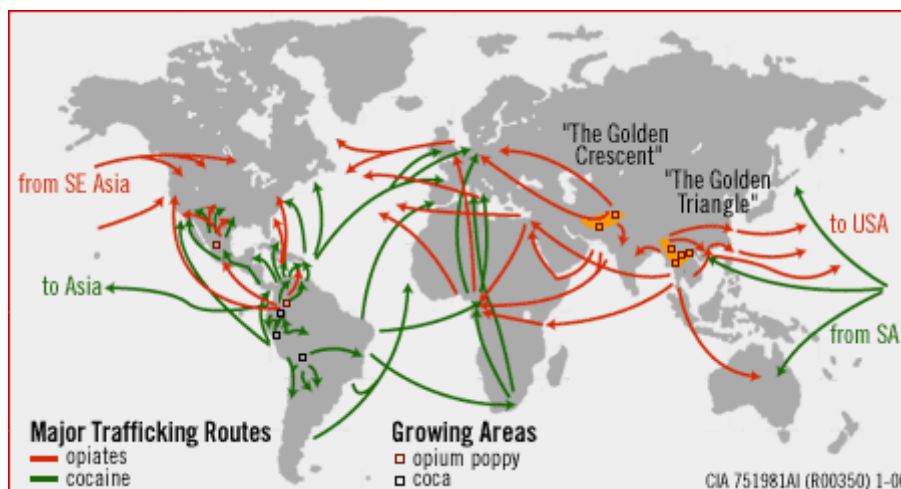 "The Golden
Crescent"
"The Golden
Triangle"
from SE Asia
to USA
to Asia
from SA
Major Trafficking Routes
opiates
cocaine
Growing Areas
opium poppy
coca
CIA 751981AI (R00350) 1-00